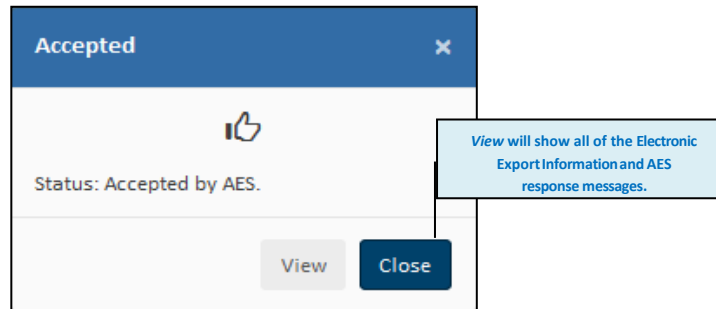 Accepted ×
Status: Accepted by AES.
View will show all of the Electronic
Export Information and AES
response messages.
View Close